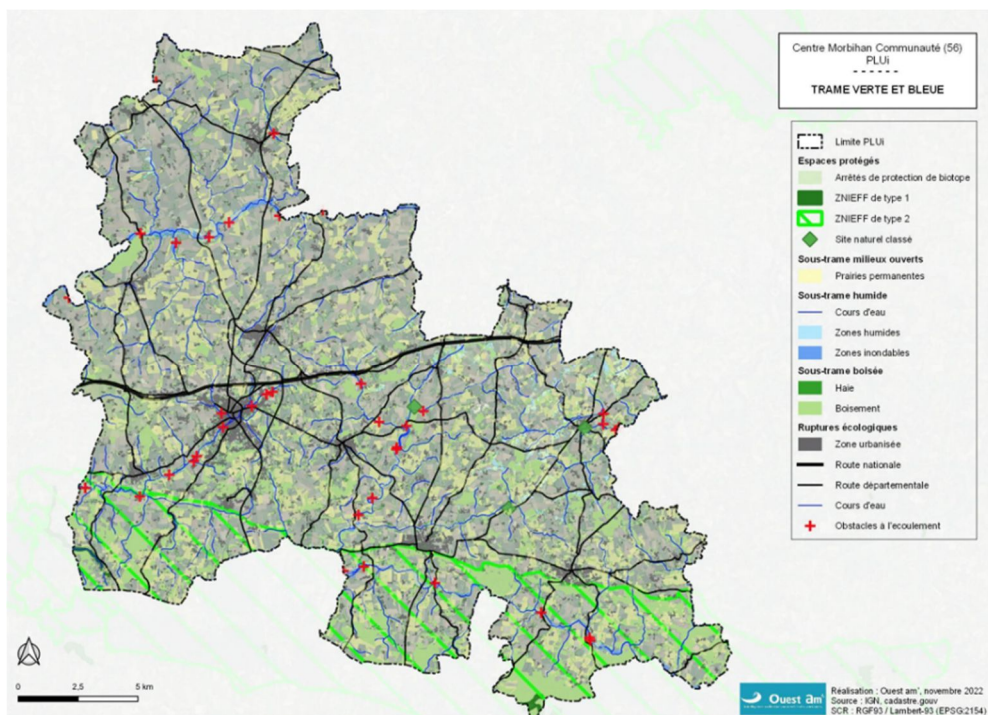 Centre Morbihan Communauté (56)
PLUi
TRAME VERTE ET BLEUE
Limite PLUi
Espaces protégés
Arrêtés de protection de biotope
ZNIEFF de type 1
ZNIEFF de type 2
Site naturel classé
Sous-trame milieux ouverts
Prairies permanentes
Sous-trame humide
Cours d'eau
Zones humides
Zones inondables
Sous-trame boisée
Haie
Boisement
Ruptures écologiques
Zone urbanisée
Route nationale
Route départementale
Cours d'eau
Obstacles à l'ecoulement
0 2,5 5 km
Ouest am'
Réalisation : Ouest am', novembre 2022
Source : IGN, cadastre.gouv
SCR : RGF93 / Lambert-93 (EPSG:2154)